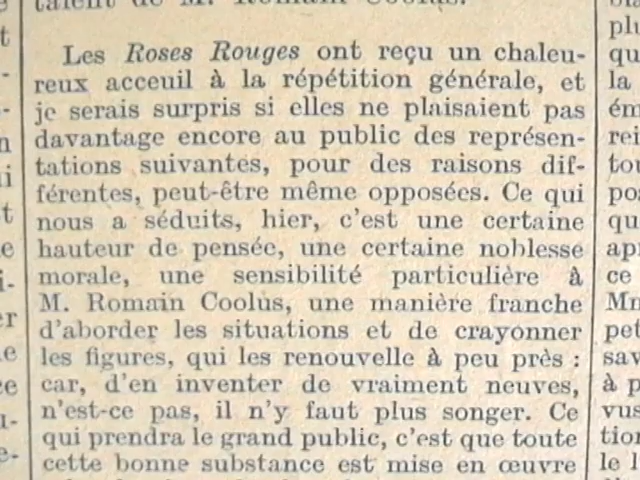 talent de M. Romain Coolus.
Les Roses Rouges ont reçu un chaleu-
reux acceuil à la répétition générale, et
je serais surpris si elles ne plaisaient pas
davantage encore au public des représen-
tations suivantes, pour des raisons dif-
férentes, peut-être même opposées. Ce qui
nous a séduits, hier, c'est une certaine
hauteur de pensée, une certaine noblesse
morale, une sensibilité particulière à
M. Romain Coolus, une manière franche
d'aborder les situations et de crayonner
les figures, qui les renouvelle à peu près :
car, d'en inventer de vraiment neuves,
n'est-ce pas, il n'y faut plus songer. Ce
qui prendra le grand public, c'est que toute
cette bonne substance est mise en œuvre